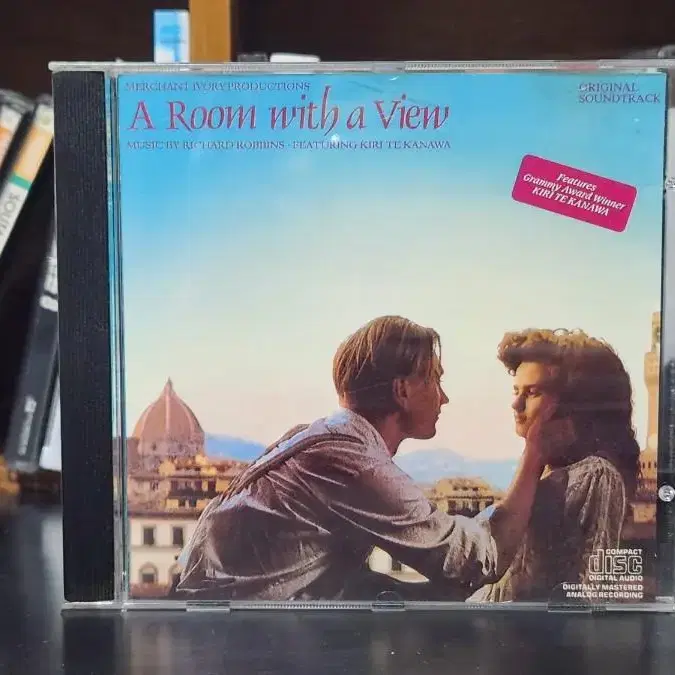 MERCHANT IVORY PRODUCTIONS
A Room with a View
MUSIC BY RICHARD ROBBINS · FEATURING KIRI TE KANAWA
ORIGINAL
SOUNDTRACK
Features
Grammy Award Winner
KIRI TE KANAWA
COMPACT
disc
DIGITAL AUDIO
DIGITALLY MASTERED
ANALOG RECORDING